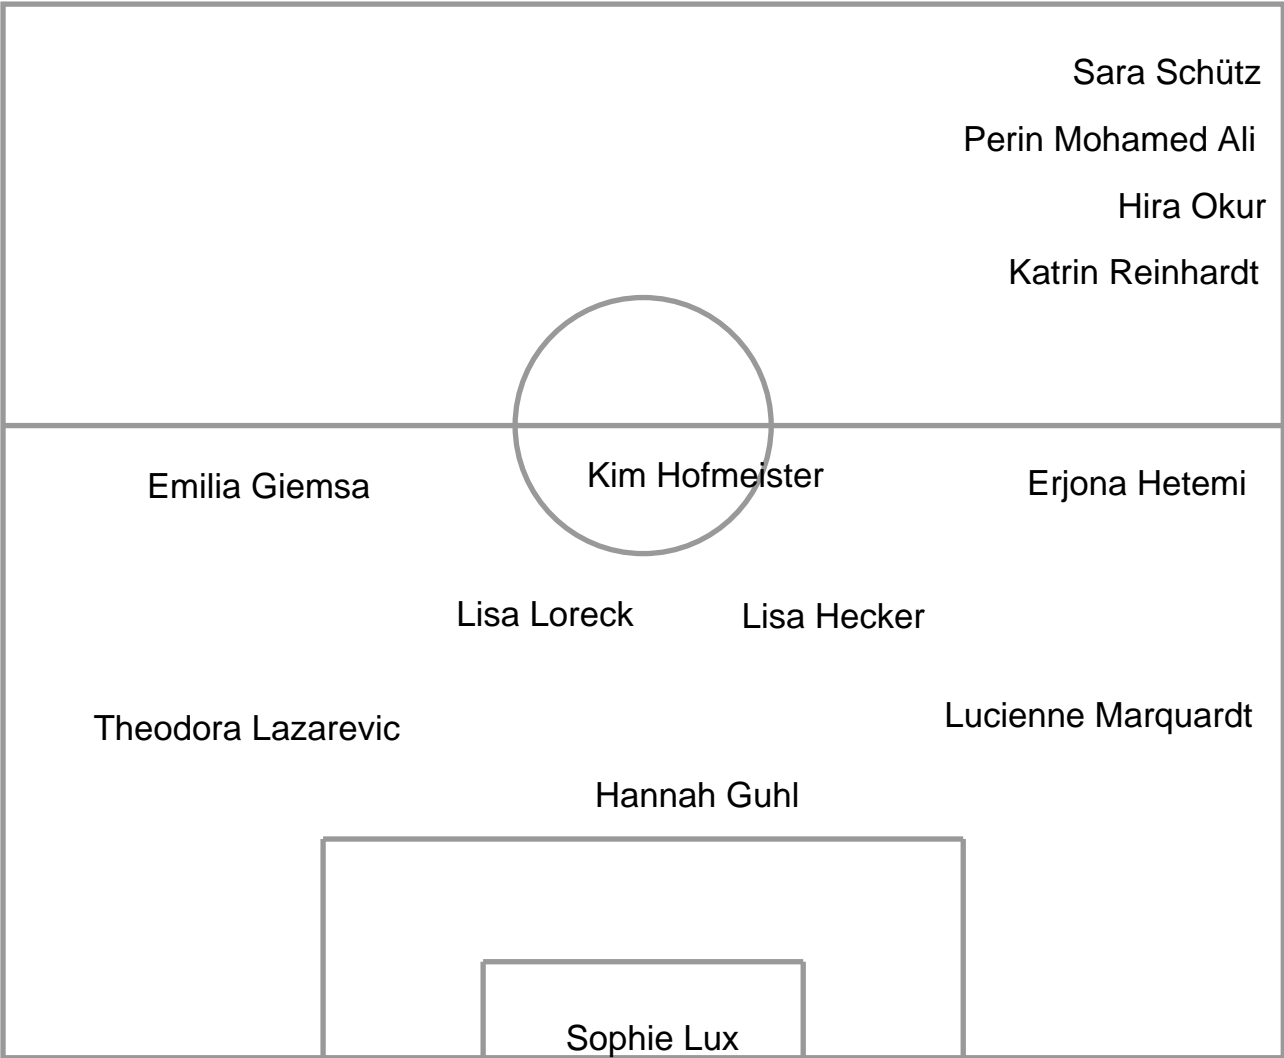 Sara Schütz
Perin Mohamed Ali
Hira Okur
Katrin Reinhardt
Emilia Giemsa
Kim Hofmeister
Erjona Hetemi
Lisa Loreck
Lisa Hecker
Theodora Lazarevic
Lucienne Marquardt
Hannah Guhl
Sophie Lux